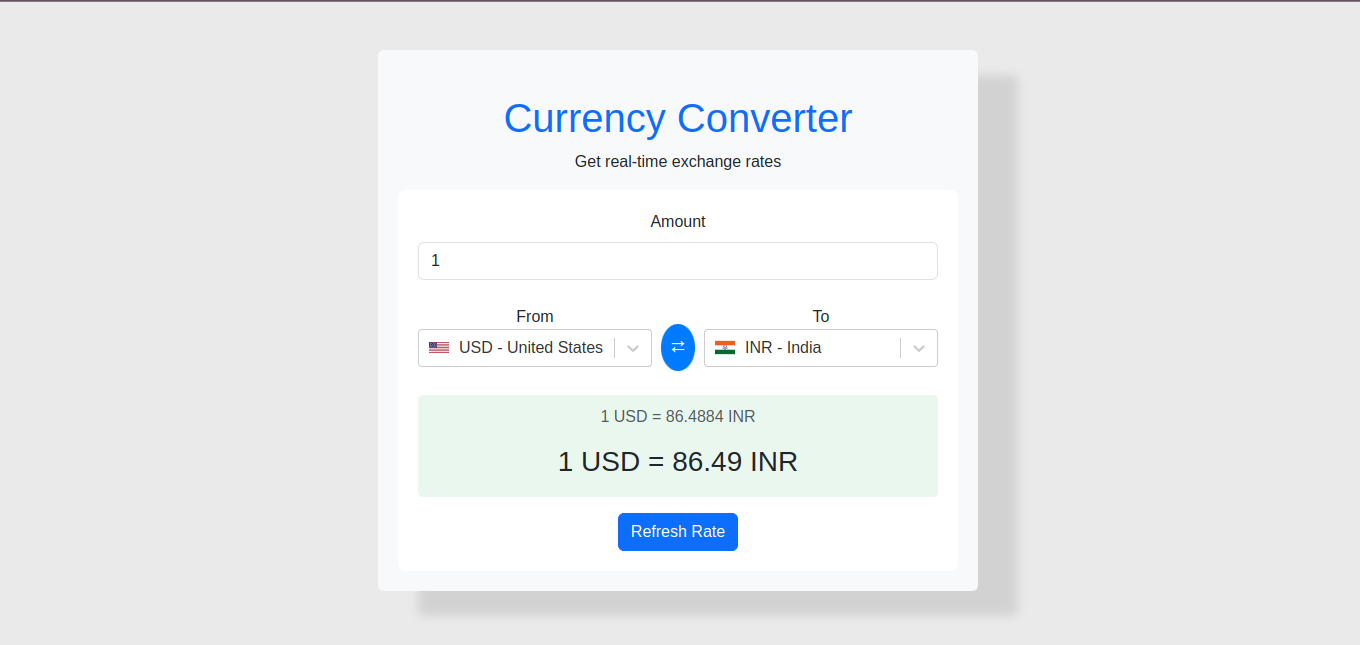 Currency Converter
Get real-time exchange rates
Amount
1
From
To
USD - United States
INR - India
1 USD = 86.4884 INR
1 USD = 86.49 INR
Refresh Rate